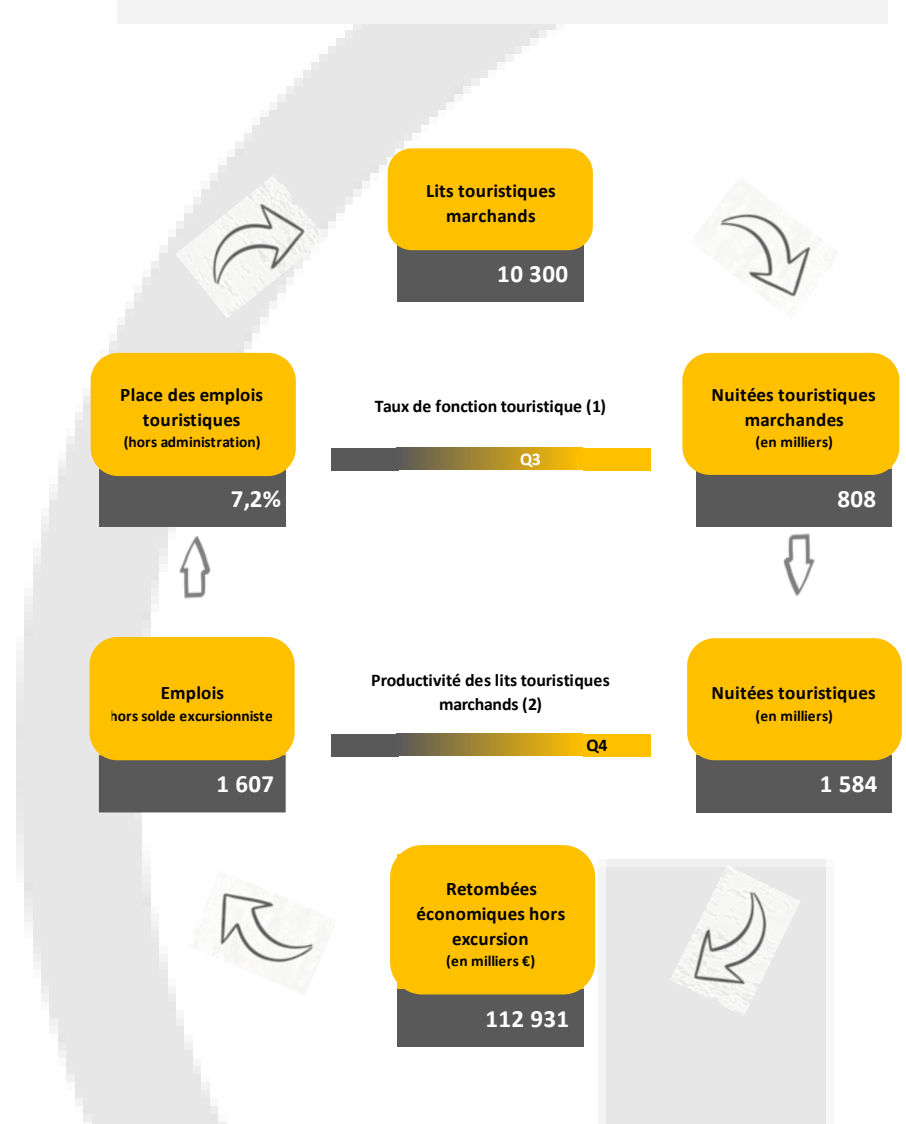 Lits touristiques
marchands
10 300
Place des emplois
touristiques
(hors administration)
7,2%
Taux de fonction touristique (1)
Q3
Nuitées touristiques
marchandes
(en milliers)
808
Emplois
hors solde excursionniste
1 607
Productivité des lits touristiques
marchands (2)
Q4
Nuitées touristiques
(en milliers)
1 584
Retombées
économiques hors
excursion
(en milliers €)
112 931